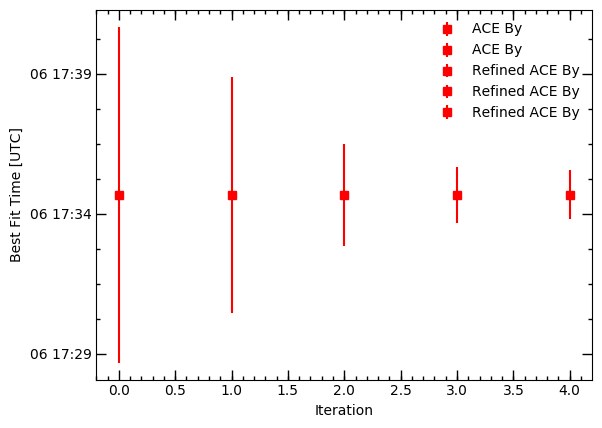 ACE By
ACE By
Refined ACE By
Refined ACE By
Refined ACE By
06 17:39
06 17:34
06 17:29
Best Fit Time [UTC]
0.0 0.5 1.0 1.5 2.0 2.5 3.0 3.5 4.0
Iteration